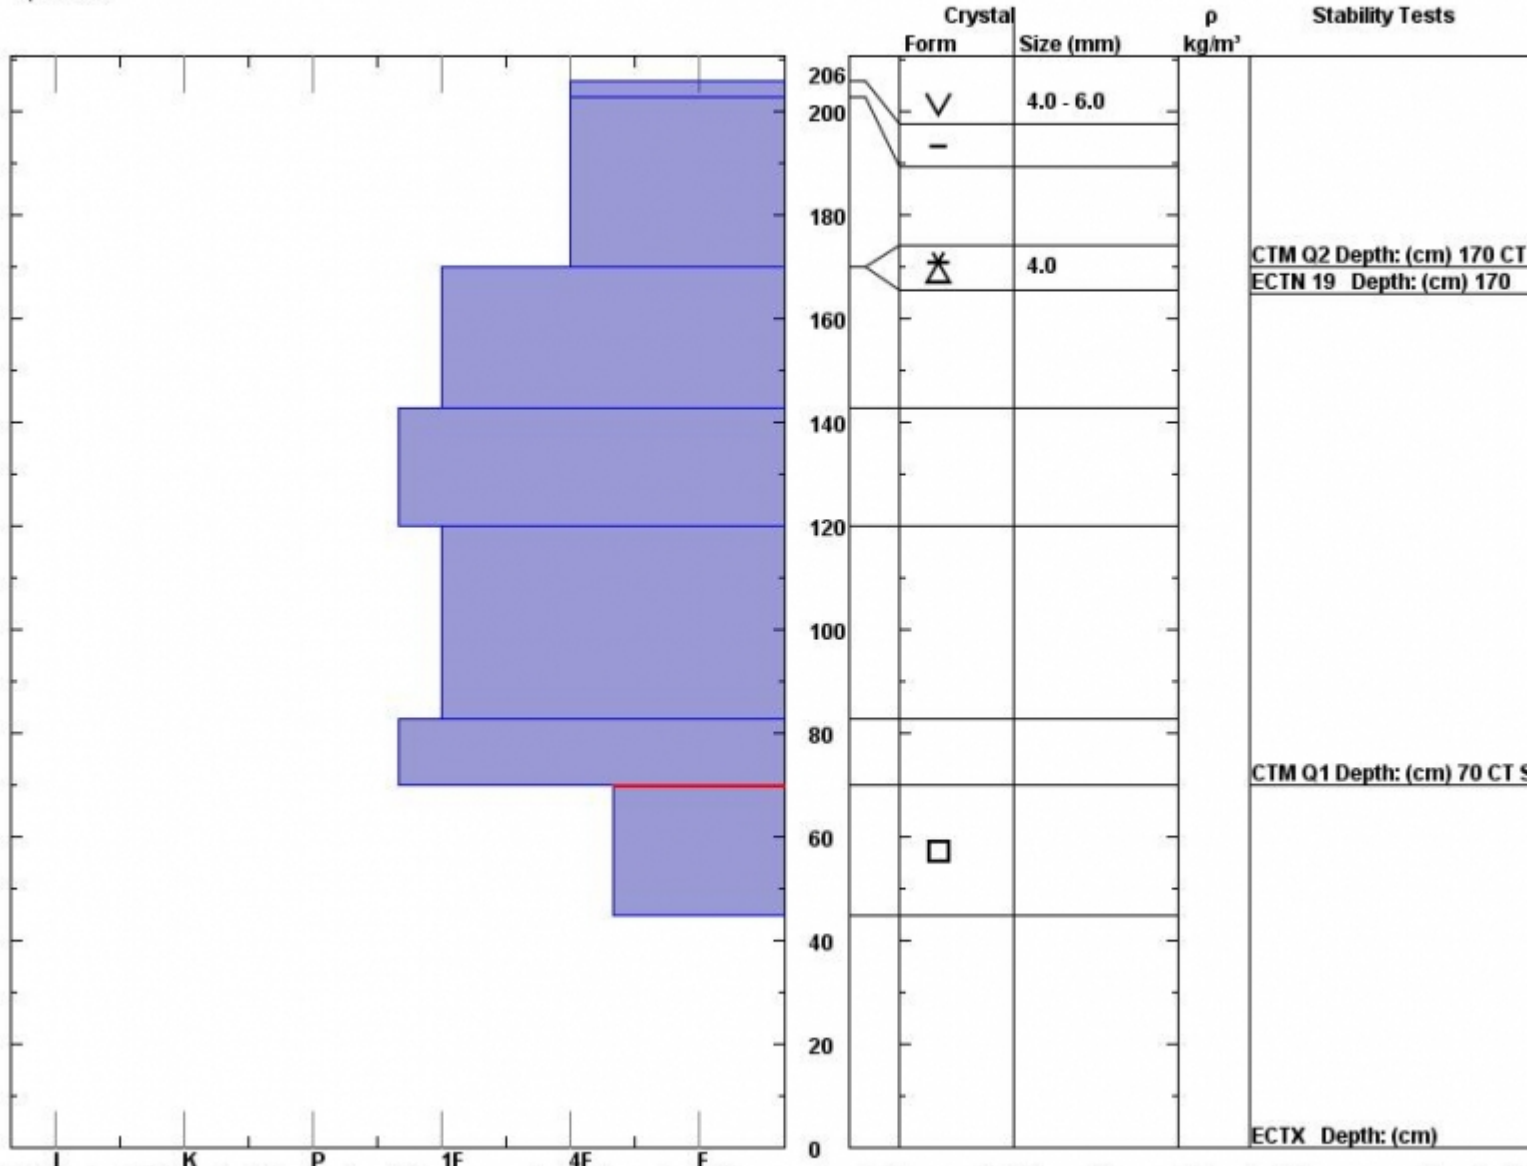 Crystal ρ Stability Tests
Form Size (mm) kg/m³
206
4.0 - 6.0
200
180
CTM Q2 Depth: (cm) 170 CT
4.0
ECTN 19 Depth: (cm) 170
160
140
120
100
80
CTM Q1 Depth: (cm) 70 CT S
60
40
20
ECTX Depth: (cm)
0
I K P 1F 4F F